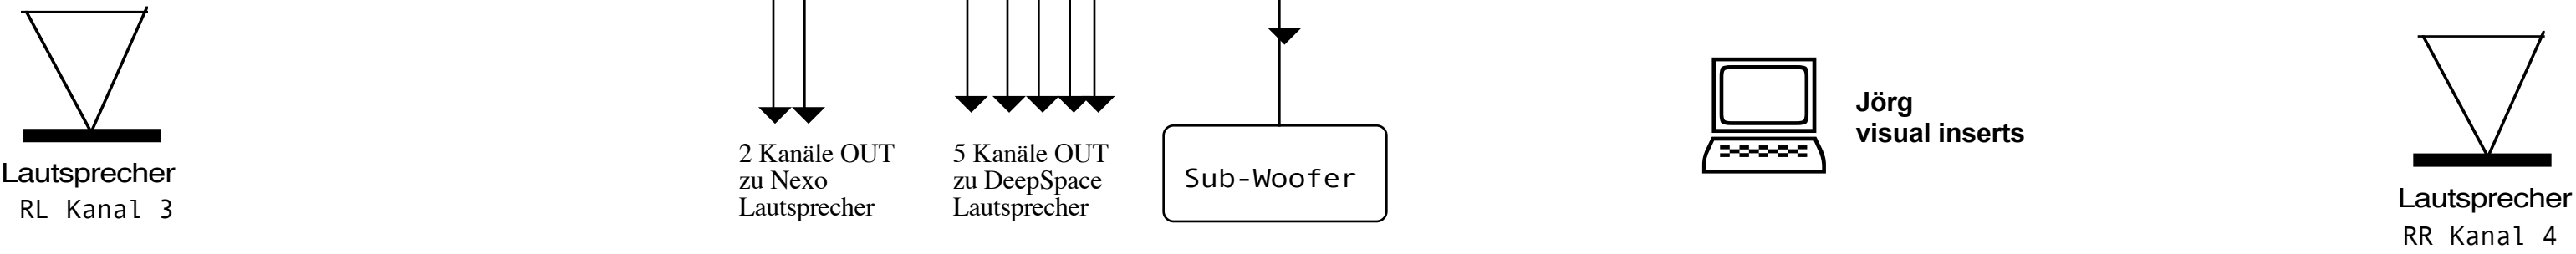 Lautsprecher
RL Kanal 3
2 Kanäle OUT
zu Nexo
Lautsprecher
5 Kanäle OUT
zu DeepSpace
Lautsprecher
Sub-Woofer
Jörg
visual inserts
Lautsprecher
RR Kanal 4